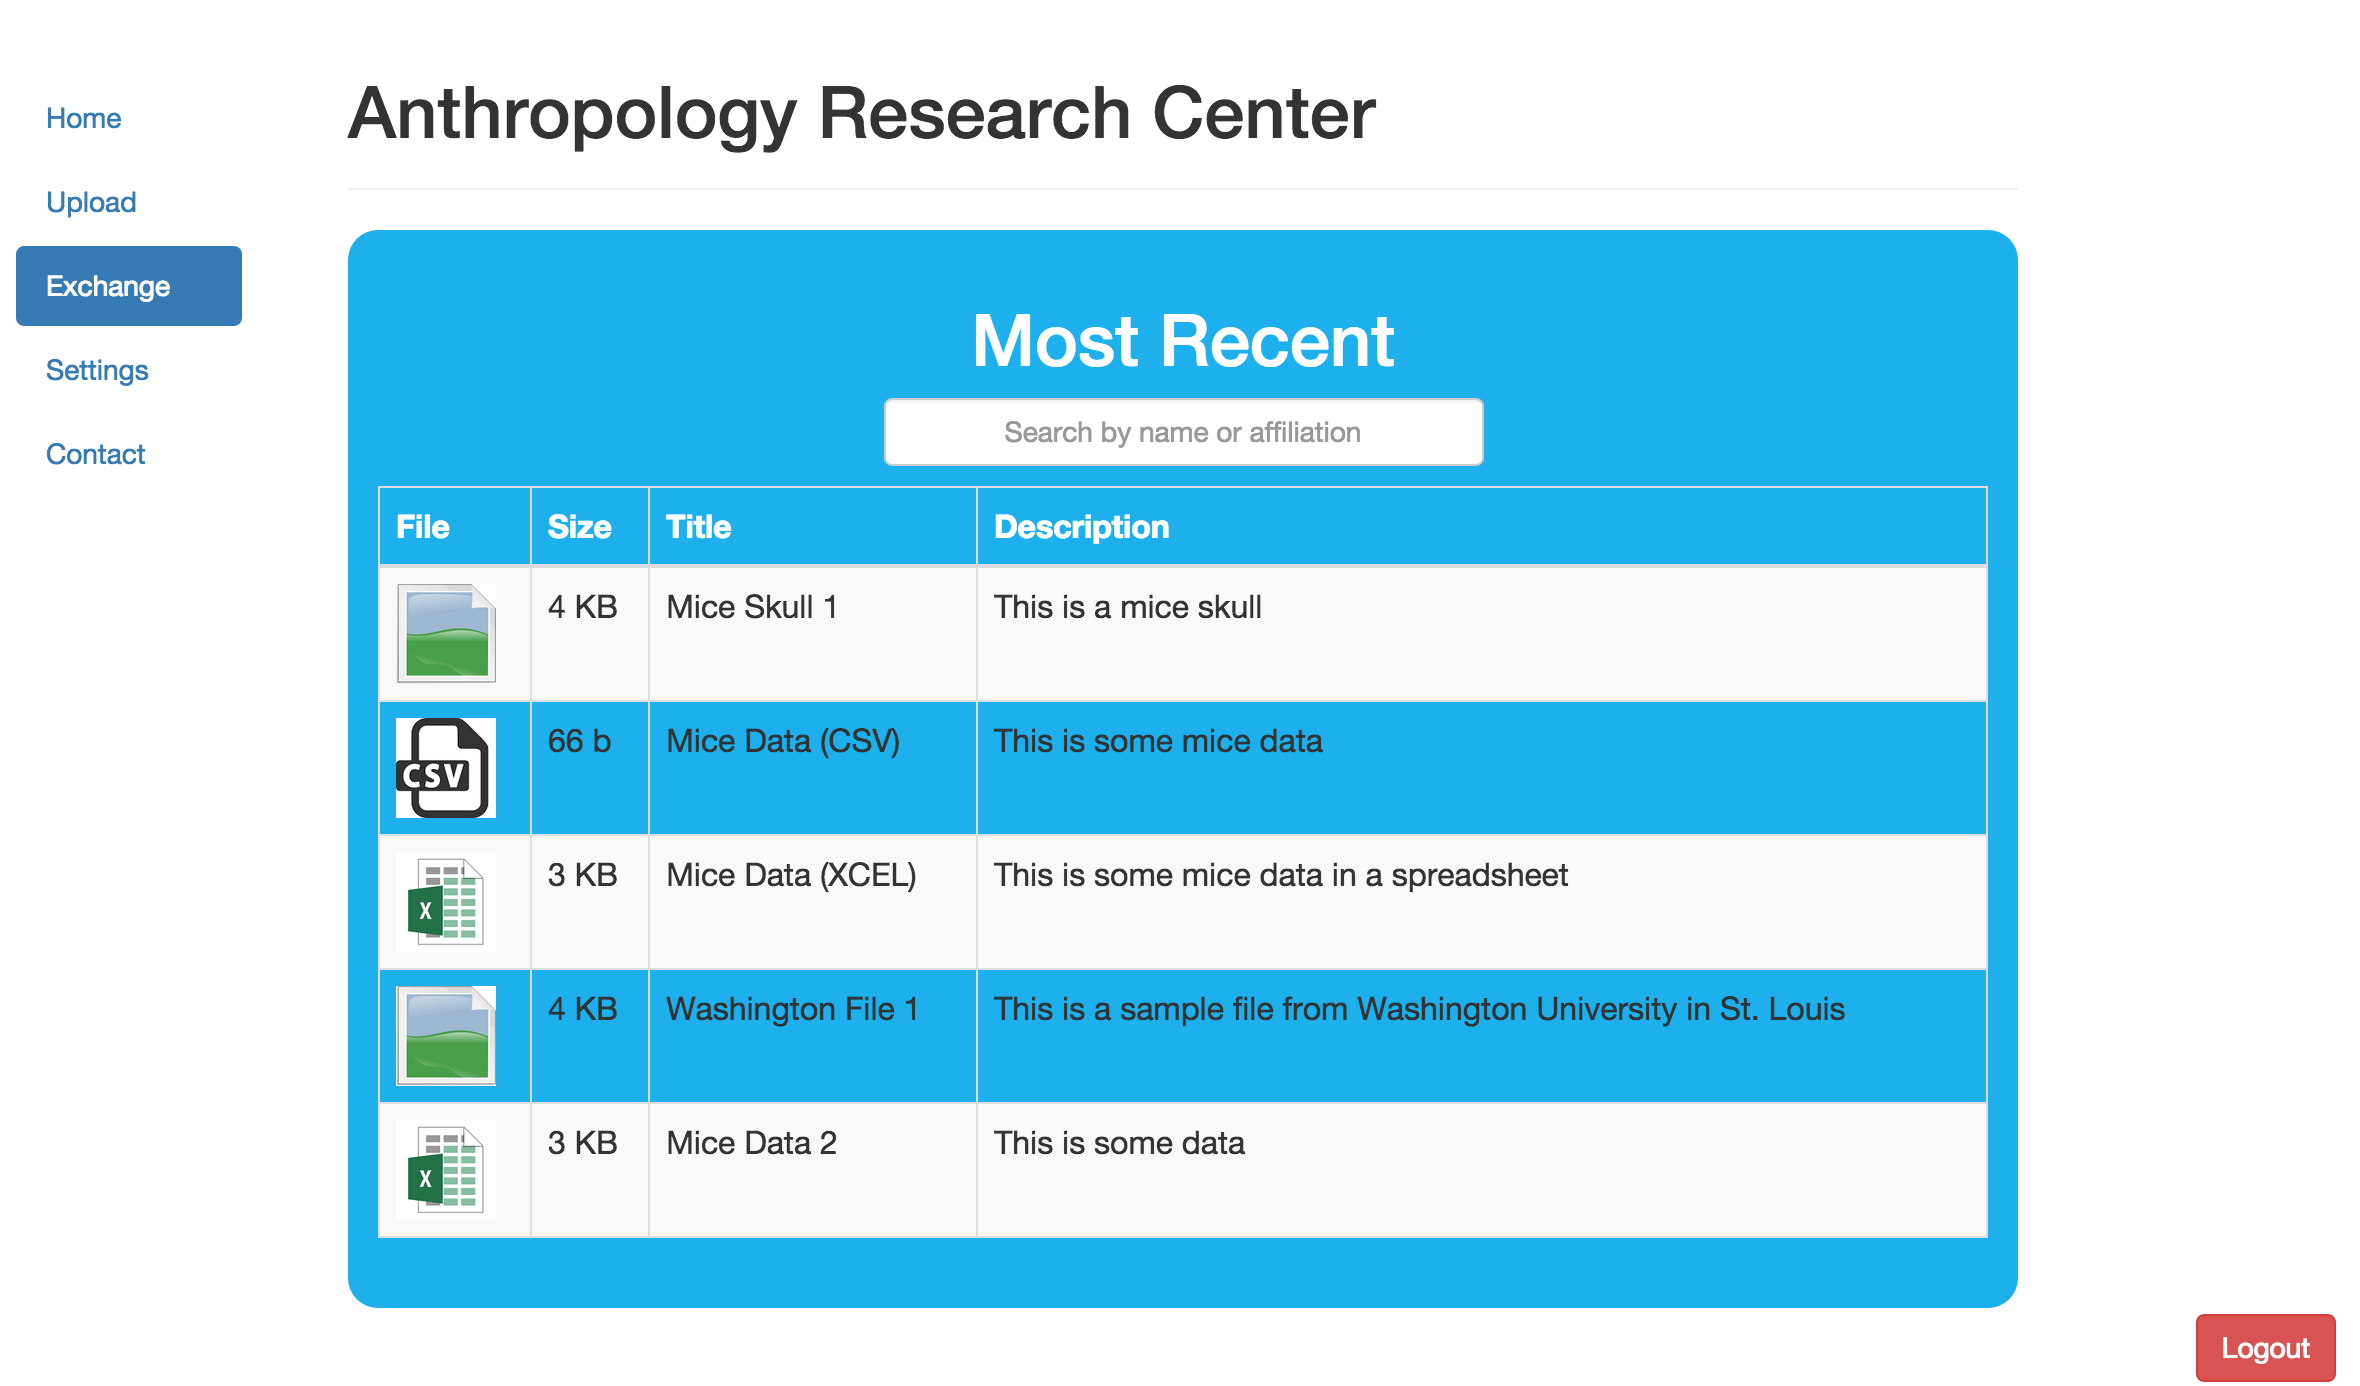 Home
Upload
Exchange
Settings
Contact
Anthropology Research Center
Most Recent
Search by name or affiliation
File Size Title Description
4 KB Mice Skull 1 This is a mice skull
CSV 66 b Mice Data (CSV) This is some mice data
X 3 KB Mice Data (XCEL) This is some mice data in a spreadsheet
4 KB Washington File 1 This is a sample file from Washington University in St. Louis
X 3 KB Mice Data 2 This is some data
Logout